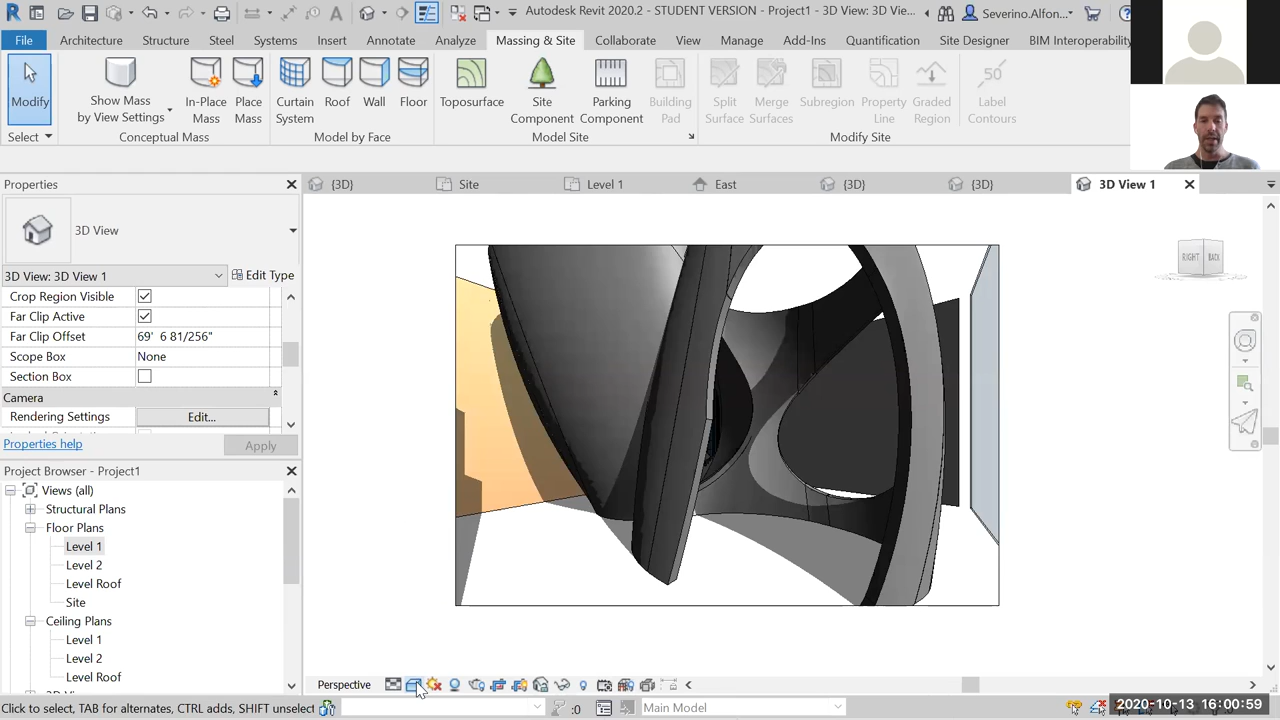 Autodesk Revit 2020.2 - STUDENT VERSION - Project1 - 3D View: 3D Vie...
Severino.Alfon...
File Architecture Structure Steel Systems Insert Annotate Analyze Massing & Site Collaborate View Manage Add-Ins Quantification Site Designer BIM Interoperability
Modify
Show Mass
by View Settings
In-Place
Mass
Place
Mass
Curtain
System
Roof
Wall
Floor
Toposurface
Site
Component
Parking
Component
Building
Pad
Split
Surface
Merge
Surfaces
Subregion
Property
Line
Graded
Region
50
Label
Contours
Select
Conceptual Mass
Model by Face
Model Site
Modify Site
Properties
{3D}
Site
Level 1
East
{3D}
{3D}
3D View 1
3D View
3D View: 3D View 1
Edit Type
Crop Region Visible
Far Clip Active
Far Clip Offset 69' 6 81/256"
Scope Box None
Section Box
Camera
Rendering Settings Edit...
Properties help
Apply
Project Browser - Project1
Views (all)
Structural Plans
Floor Plans
Level 1
Level 2
Level Roof
Site
Ceiling Plans
Level 1
Level 2
Level Roof
RIGHT
BACK
Perspective
Click to select, TAB for alternates, CTRL adds, SHIFT unselect
:0
Main Model
2020-10-13 16:00:59